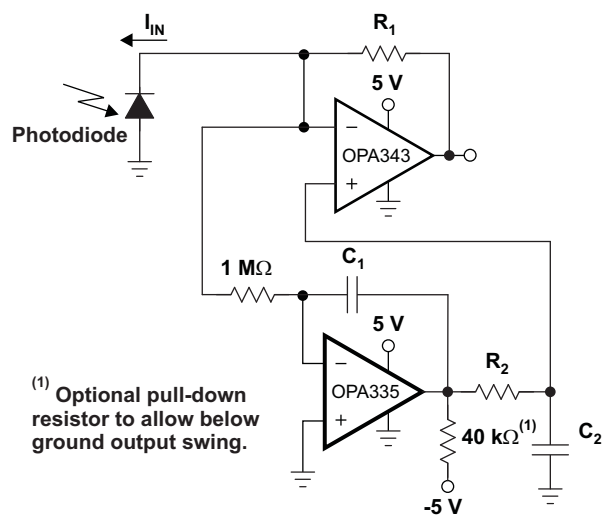 I_IN
R_1
5 V
Photodiode
−
OPA343
+
C_1
1 MΩ
5 V
R_2
−
OPA335
+
(1) Optional pull-down
resistor to allow below
ground output swing.
40 kΩ(1)
C_2
-5 V